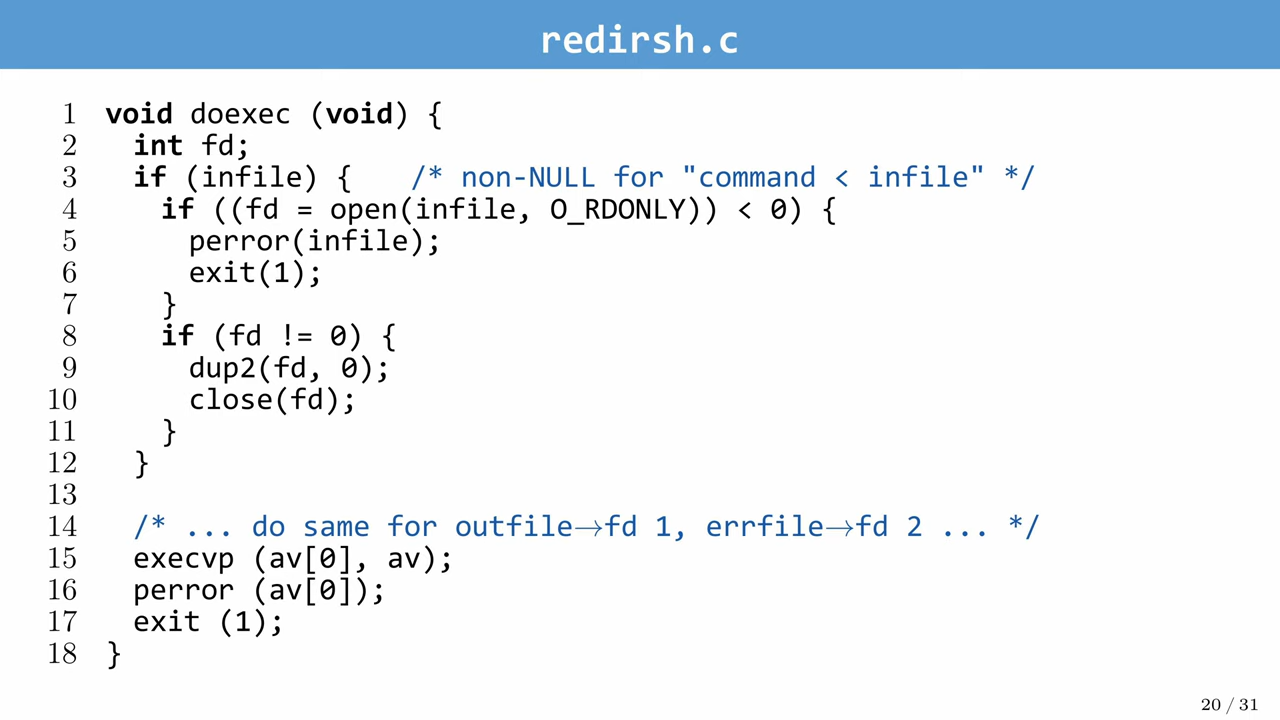 redirsh.c
1 void doexec (void) {
2 int fd;
3 if (infile) { /* non-NULL for "command < infile" */
4 if ((fd = open(infile, O_RDONLY)) < 0) {
5 perror(infile);
6 exit(1);
7 }
8 if (fd != 0) {
9 dup2(fd, 0);
10 close(fd);
11 }
12 }
13
14 /* ... do same for outfile→fd 1, errfile→fd 2 ... */
15 execvp (av[0], av);
16 perror (av[0]);
17 exit (1);
18 }
20 / 31